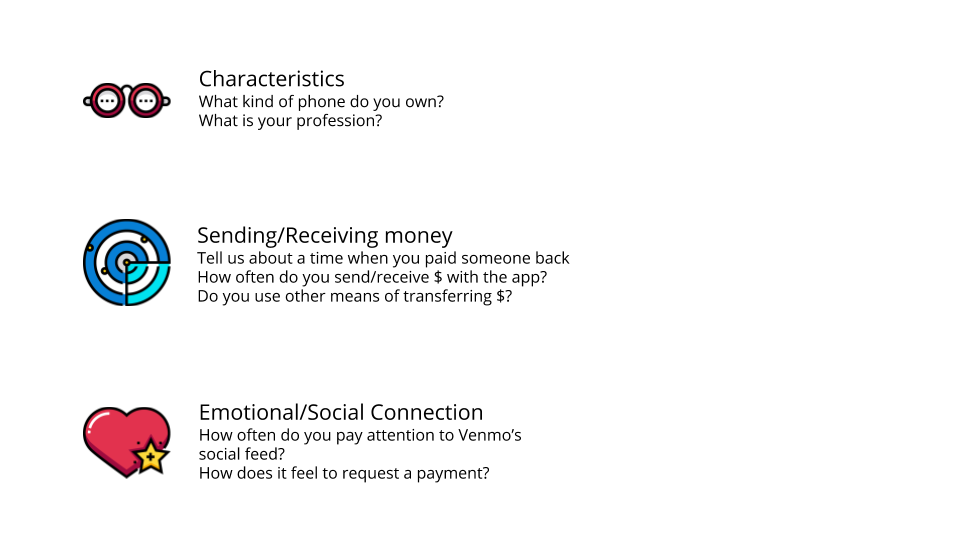 Characteristics
What kind of phone do you own?
What is your profession?
Sending/Receiving money
Tell us about a time when you paid someone back
How often do you send/receive $ with the app?
Do you use other means of transferring $?
Emotional/Social Connection
How often do you pay attention to Venmo’s
social feed?
How does it feel to request a payment?